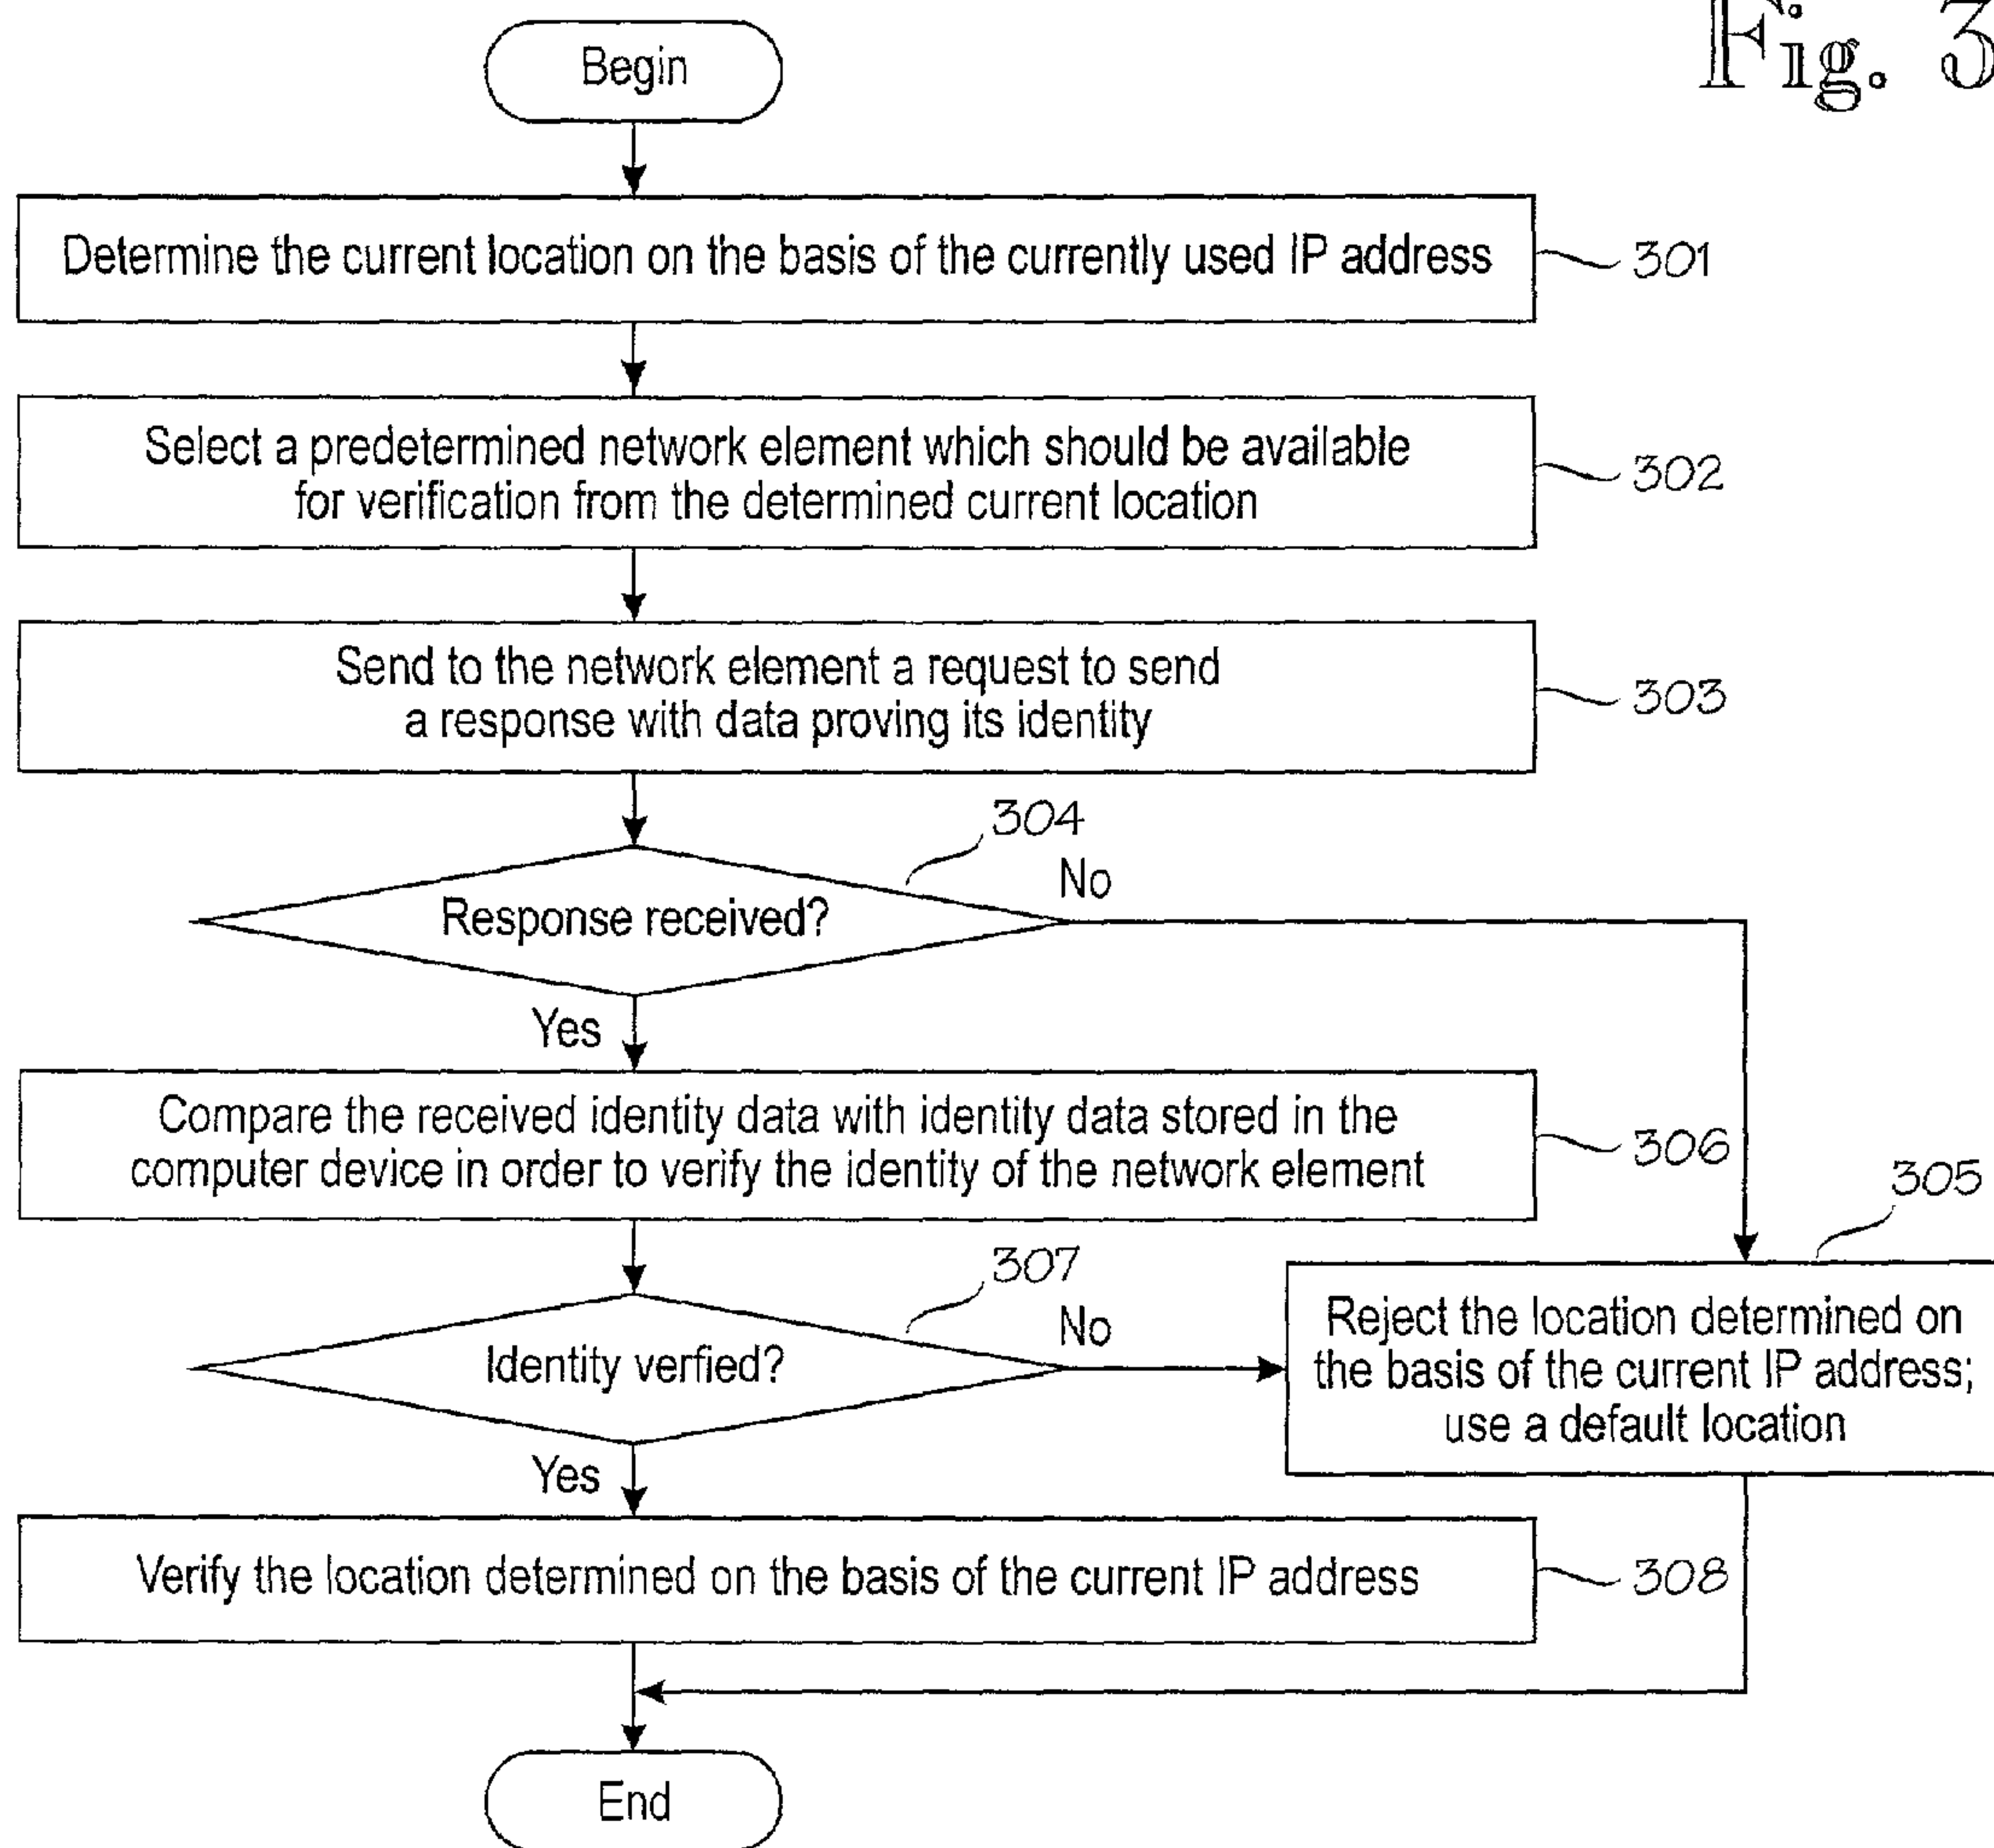 Fig. 3
Begin
Determine the current location on the basis of the currently used IP address
301
Select a predetermined network element which should be available
for verification from the determined current location
302
Send to the network element a request to send
a response with data proving its identity
303
304
No
Response received?
Yes
Compare the received identity data with identity data stored in the
computer device in order to verify the identity of the network element
306
305
307
No
Identity verfied?
Reject the location determined on
the basis of the current IP address;
use a default location
Yes
Verify the location determined on the basis of the current IP address
308
End